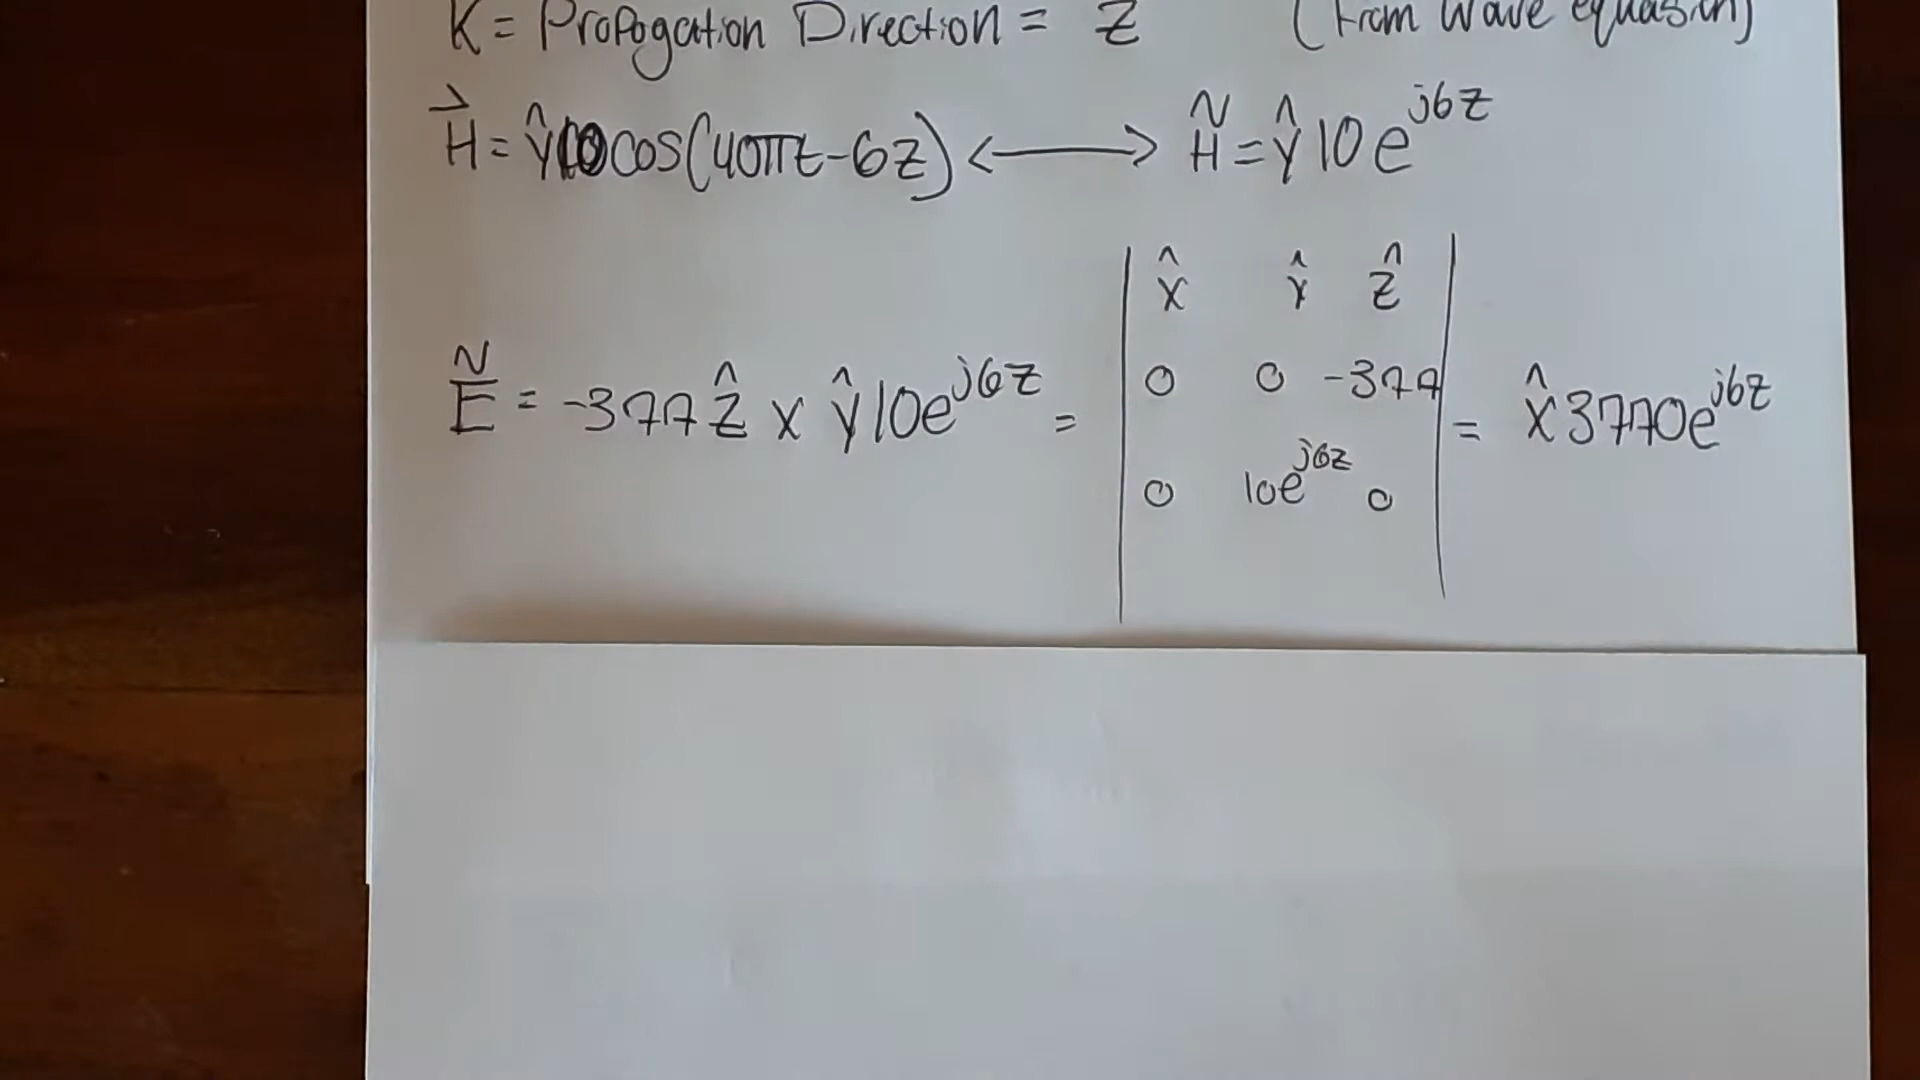 K = Propogation Direction = Z (From Wave equasion)
H⃗ = ŷ10cos(40πt-6z) <—> H̃ = ŷ10e^j6z
x̂ ŷ ẑ
Ẽ = -377ẑ x ŷ10e^j6z = 0 0 -377 = x̂3770e^j6z
0 10e^j6z 0